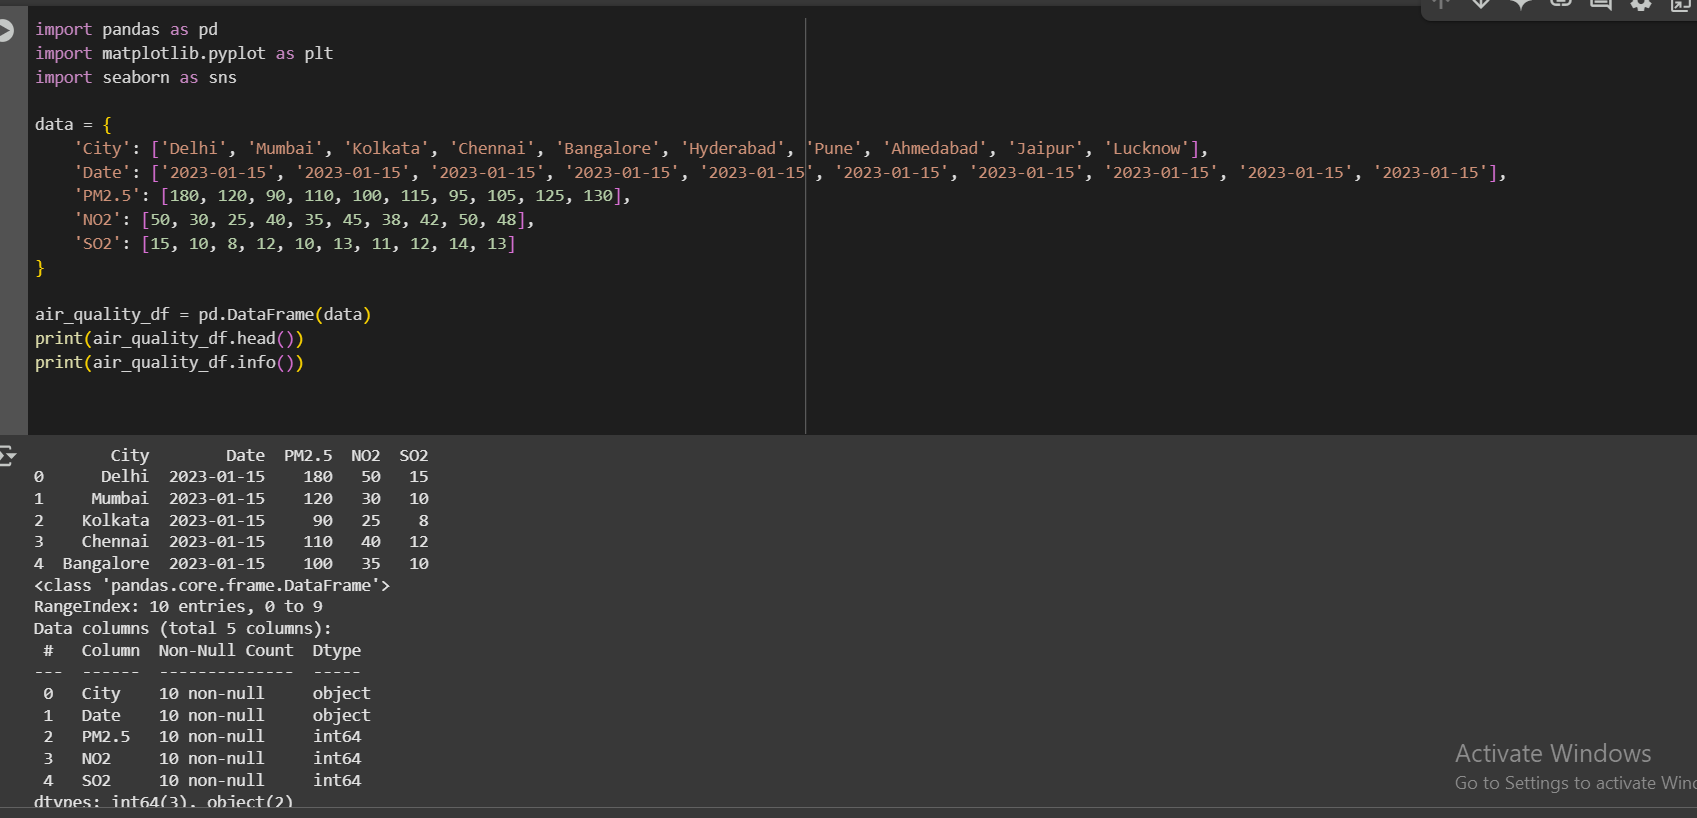 import pandas as pd
import matplotlib.pyplot as plt
import seaborn as sns
data = {
    'City': ['Delhi', 'Mumbai', 'Kolkata', 'Chennai', 'Bangalore', 'Hyderabad', 'Pune', 'Ahmedabad', 'Jaipur', 'Lucknow'],
    'Date': ['2023-01-15', '2023-01-15', '2023-01-15', '2023-01-15', '2023-01-15', '2023-01-15', '2023-01-15', '2023-01-15', '2023-01-15', '2023-01-15'],
    'PM2.5': [180, 120, 90, 110, 100, 115, 95, 105, 125, 130],
    'NO2': [50, 30, 25, 40, 35, 45, 38, 42, 50, 48],
    'SO2': [15, 10, 8, 12, 10, 13, 11, 12, 14, 13]
}
air_quality_df = pd.DataFrame(data)
print(air_quality_df.head())
print(air_quality_df.info())
        City        Date  PM2.5  NO2  SO2
0      Delhi  2023-01-15    180   50   15
1     Mumbai  2023-01-15    120   30   10
2    Kolkata  2023-01-15     90   25    8
3    Chennai  2023-01-15    110   40   12
4  Bangalore  2023-01-15    100   35   10
<class 'pandas.core.frame.DataFrame'>
RangeIndex: 10 entries, 0 to 9
Data columns (total 5 columns):
 #   Column  Non-Null Count  Dtype
---  ------  --------------  -----
 0   City    10 non-null     object
 1   Date    10 non-null     object
 2   PM2.5   10 non-null     int64
 3   NO2     10 non-null     int64
 4   SO2     10 non-null     int64
dtypes: int64(3), object(2)
Activate Windows
Go to Settings to activate Win